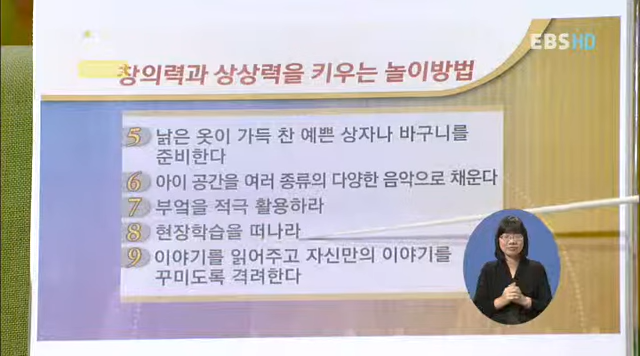 EBS HD
창의력과 상상력을 키우는 놀이방법
5 낡은 옷이 가득 찬 예쁜 상자나 바구니를
준비한다
6 아이 공간을 여러 종류의 다양한 음악으로 채운다
7 부엌을 적극 활용하라
8 현장학습을 떠나라
9 이야기를 읽어주고 자신만의 이야기를
꾸미도록 격려한다